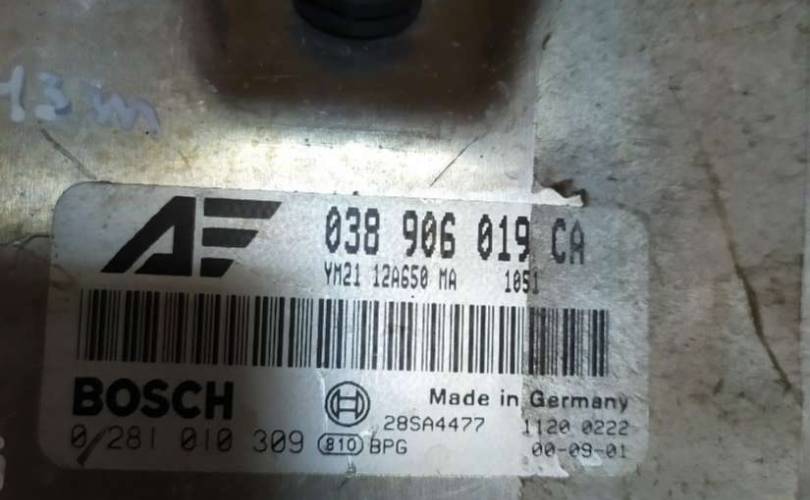 038 906 019 CA
YM21 12A650 MA 1051
BOSCH
Made in Germany
0 281 010 309 810 BPG
28SA4477 1120 0222
00-09-01